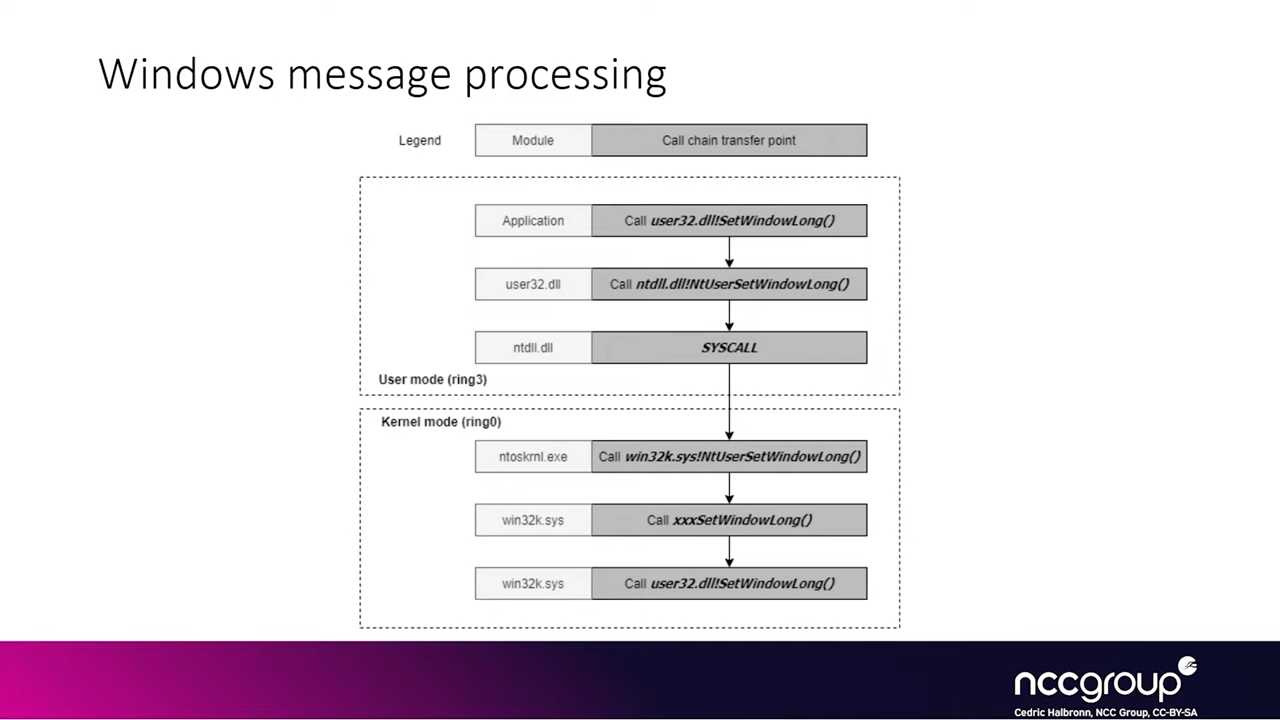 Windows message processing
Legend Module Call chain transfer point
Application Call user32.dll!SetWindowLong()
user32.dll Call ntdll.dll!NtUserSetWindowLong()
ntdll.dll SYSCALL
User mode (ring3)
Kernel mode (ring0)
ntoskrnl.exe Call win32k.sys!NtUserSetWindowLong()
win32k.sys Call xxxSetWindowLong()
win32k.sys Call user32.dll!SetWindowLong()
nccgroup
Cedric Halbronn, NCC Group, CC-BY-SA